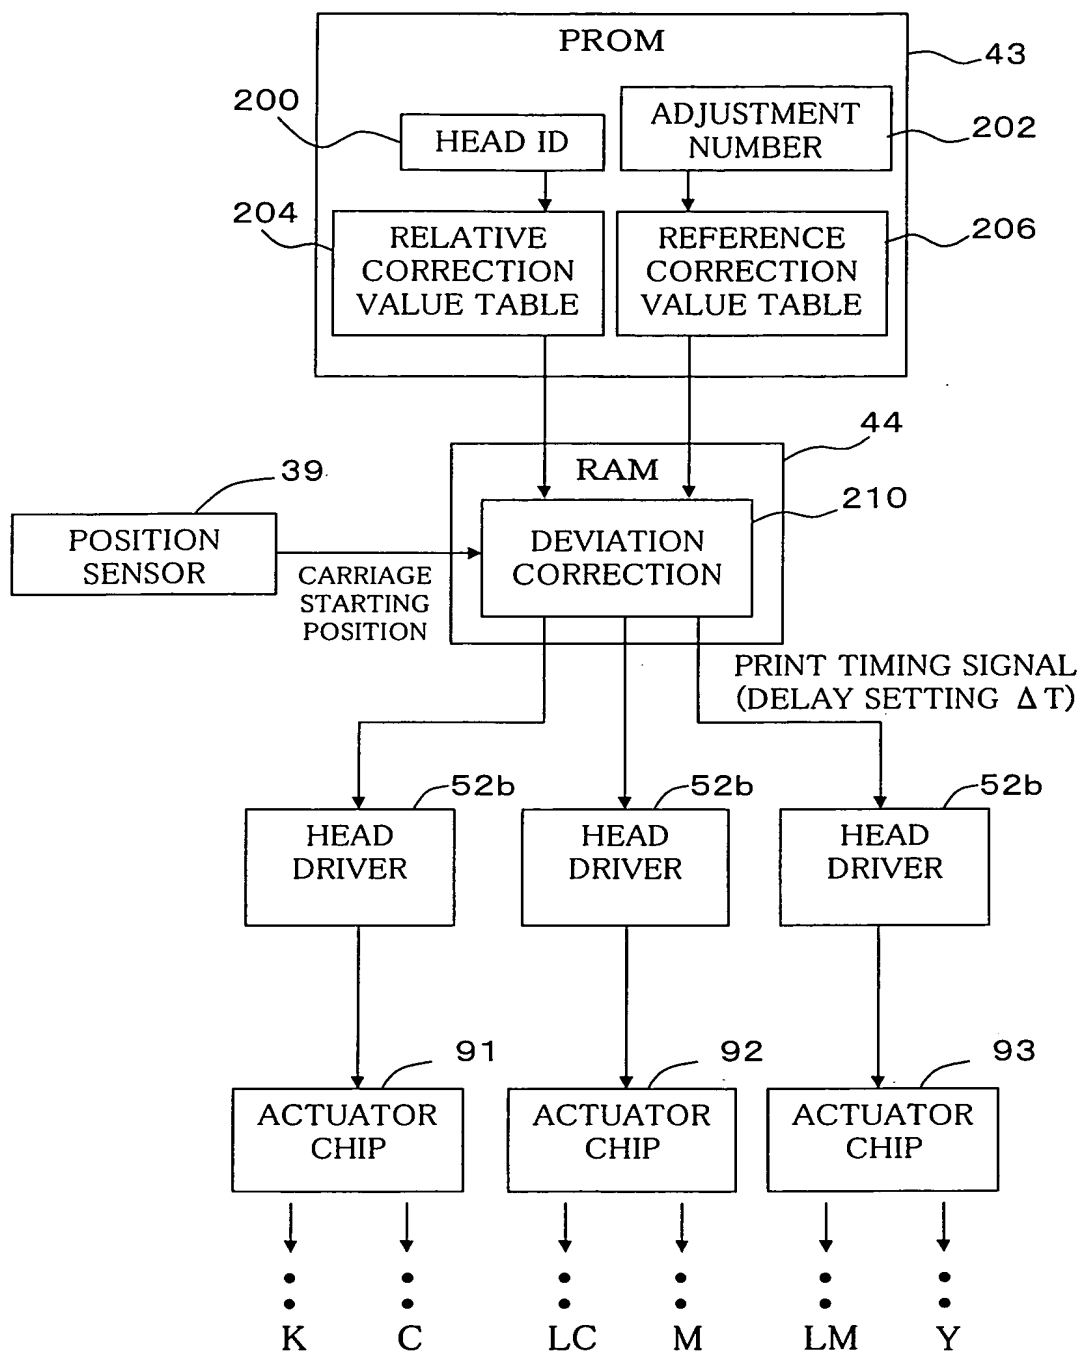 PROM
43
200
HEAD ID
ADJUSTMENT
NUMBER
202
204
RELATIVE
CORRECTION
VALUE TABLE
REFERENCE
CORRECTION
VALUE TABLE
206
44
RAM
39
210
POSITION
SENSOR
DEVIATION
CORRECTION
CARRIAGE
STARTING
POSITION
PRINT TIMING SIGNAL
(DELAY SETTING ΔT)
52b
52b
52b
HEAD
DRIVER
HEAD
DRIVER
HEAD
DRIVER
91
92
93
ACTUATOR
CHIP
ACTUATOR
CHIP
ACTUATOR
CHIP
K C LC M LM Y